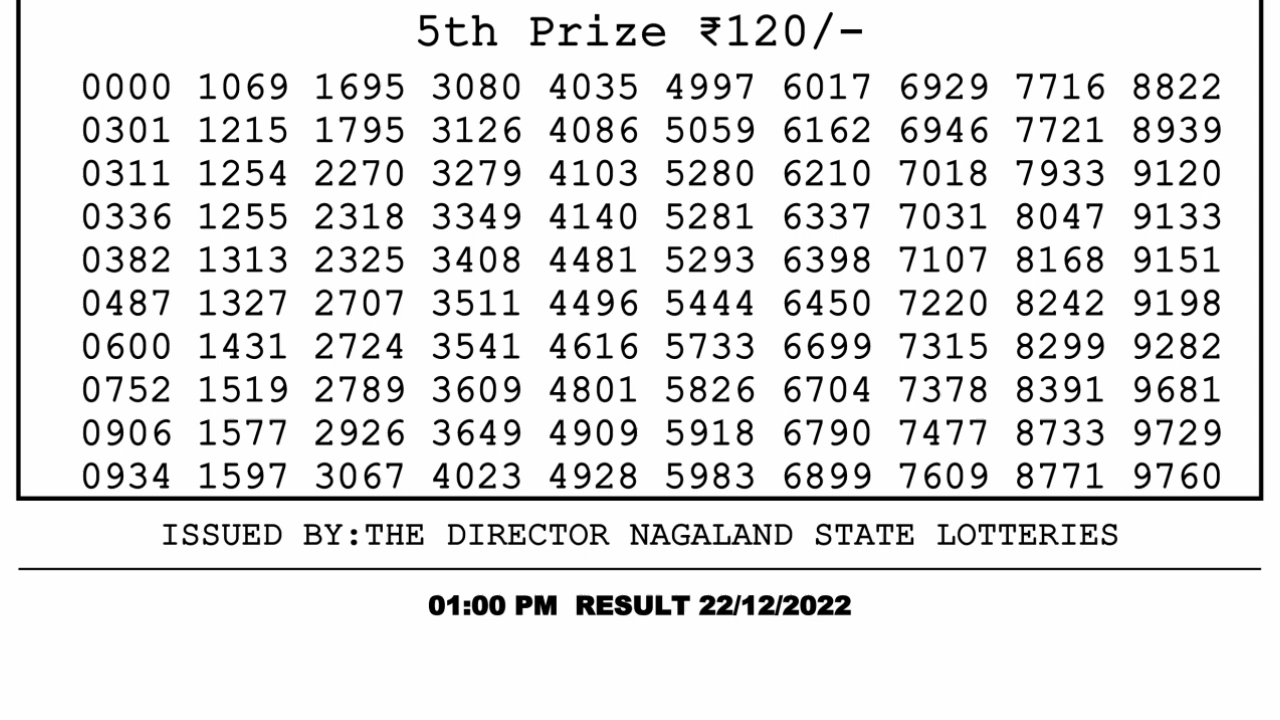 5th Prize ₹120/-
0000 1069 1695 3080 4035 4997 6017 6929 7716 8822
0301 1215 1795 3126 4086 5059 6162 6946 7721 8939
0311 1254 2270 3279 4103 5280 6210 7018 7933 9120
0336 1255 2318 3349 4140 5281 6337 7031 8047 9133
0382 1313 2325 3408 4481 5293 6398 7107 8168 9151
0487 1327 2707 3511 4496 5444 6450 7220 8242 9198
0600 1431 2724 3541 4616 5733 6699 7315 8299 9282
0752 1519 2789 3609 4801 5826 6704 7378 8391 9681
0906 1577 2926 3649 4909 5918 6790 7477 8733 9729
0934 1597 3067 4023 4928 5983 6899 7609 8771 9760
ISSUED BY:THE DIRECTOR NAGALAND STATE LOTTERIES
01:00 PM RESULT 22/12/2022